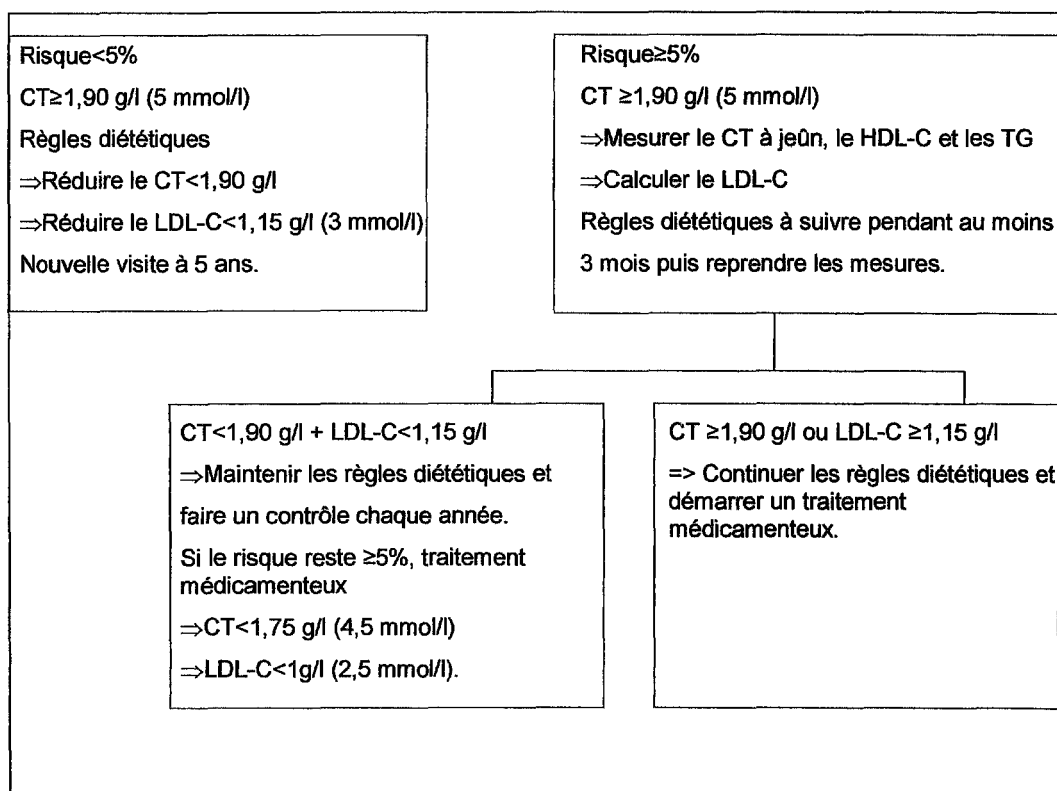 Risque<5%
CT≥1,90 g/l (5 mmol/l)
Règles diététiques
⇒Réduire le CT<1,90 g/l
⇒Réduire le LDL-C<1,15 g/l (3 mmol/l)
Nouvelle visite à 5 ans.
Risque≥5%
CT ≥1,90 g/l (5 mmol/l)
⇒Mesurer le CT à jeûn, le HDL-C et les TG
⇒Calculer le LDL-C
Règles diététiques à suivre pendant au moins
3 mois puis reprendre les mesures.
CT<1,90 g/l + LDL-C<1,15 g/l
⇒Maintenir les règles diététiques et
faire un contrôle chaque année.
Si le risque reste ≥5%, traitement
médicamenteux
⇒CT<1,75 g/l (4,5 mmol/l)
⇒LDL-C<1g/l (2,5 mmol/l).
CT ≥1,90 g/l ou LDL-C ≥1,15 g/l
=> Continuer les règles diététiques et
démarrer un traitement
médicamenteux.